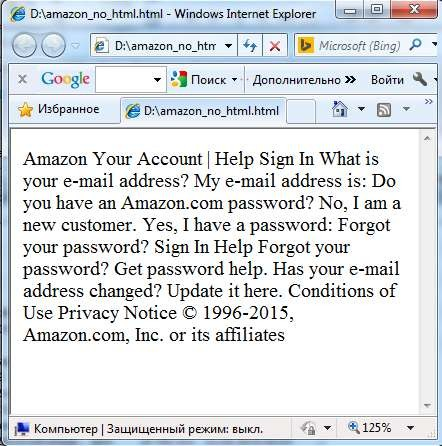 D:\amazon_no_html.html - Windows Internet Explorer
D:\amazon_no_htm Microsoft (Bing)
x Google Поиск Дополнительно » Войти
Избранное D:\amazon_no_html.html »
Amazon Your Account | Help Sign In What is
your e-mail address? My e-mail address is: Do
you have an Amazon.com password? No, I am a
new customer. Yes, I have a password: Forgot
your password? Sign In Help Forgot your
password? Get password help. Has your e-mail
address changed? Update it here. Conditions of
Use Privacy Notice © 1996-2015,
Amazon.com, Inc. or its affiliates
Компьютер | Защищенный режим: выкл. 125%